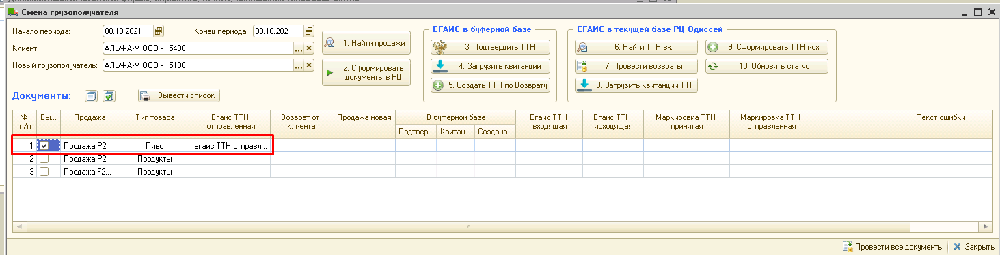 Смена грузополучателя
Начало периода: 08.10.2021 Конец периода: 08.10.2021
Клиент: АЛЬФА-М ООО - 15400 ...
Новый грузополучатель: АЛЬФА-М ООО - 15100 ...
1. Найти продажи
2. Сформировать
документы в РЦ
ЕГАИС в буферной базе
3. Подтвердить ТТН
4. Загрузить квитанции
5. Создать ТТН по Возврату
ЕГАИС в текущей базе РЦ Одиссей
6. Найти ТТН вх.
9. Сформировать ТТН исх.
7. Провести возвраты
10. Обновить статус
8. Загрузить квитанции ТТН
Документы:
Вывести список
№ п/п
Вы...
Продажа
Тип товара
Егаис ТТН отправленная
Возврат от клиента
Продажа новая
В буферной базе
Подтвер...
Квитан...
Создана...
Егаис ТТН входящая
Егаис ТТН исходящая
Маркировка ТТН принятая
Маркировка ТТН отправленная
Текст ошибки
1 Продажа Р2... Пиво егаис ТТН отправл...
2 Продажа Р2... Продукты
3 Продажа F2... Продукты
Провести все документы
Закрыть